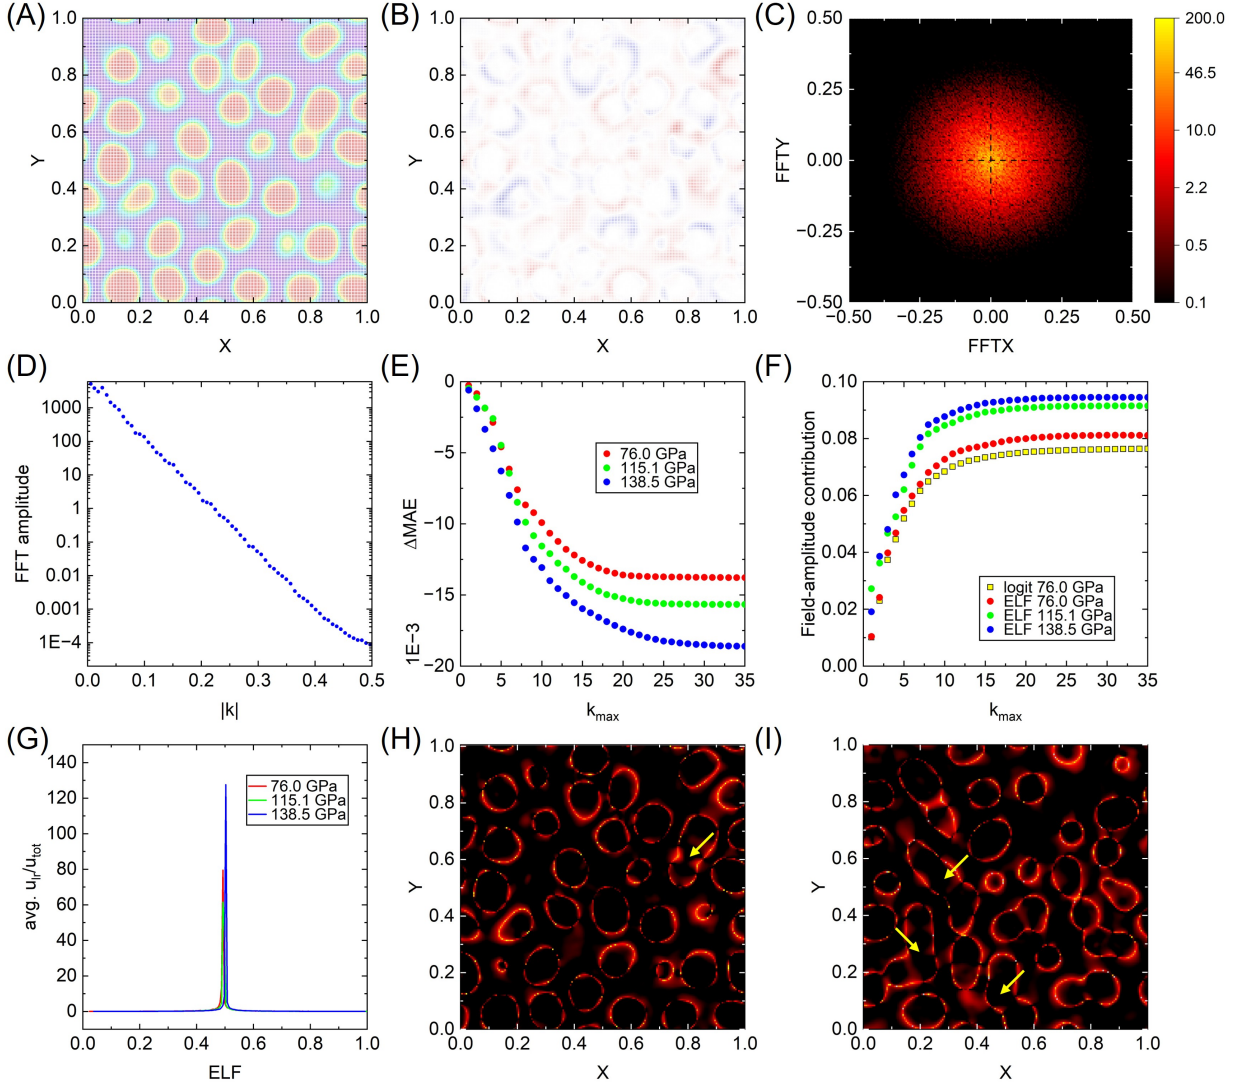 (A)
1.0
0.8
0.6
0.4
0.2
0.0
Y
0.0 0.2 0.4 0.6 0.8 1.0
X
(B)
1.0
0.8
0.6
0.4
0.2
0.0
Y
0.0 0.2 0.4 0.6 0.8 1.0
X
(C)
0.50
0.25
0.00
−0.25
−0.50
FFTY
−0.50 −0.25 0.00 0.25 0.50
FFTX
200.0
46.5
10.0
2.2
0.5
0.1
(D)
1000
100
10
1
0.1
0.01
0.001
1E−4
FFT amplitude
0.0 0.1 0.2 0.3 0.4 0.5
|k|
(E)
0
−5
−10
−15
−20
1E−3 ΔMAE
76.0 GPa
115.1 GPa
138.5 GPa
0 5 10 15 20 25 30 35
kmax
(F)
0.10
0.08
0.06
0.04
0.02
0.00
Field-amplitude contribution
logit 76.0 GPa
ELF 76.0 GPa
ELF 115.1 GPa
ELF 138.5 GPa
0 5 10 15 20 25 30 35
kmax
(G)
140
120
100
80
60
40
20
0
avg. ulr/utot
76.0 GPa
115.1 GPa
138.5 GPa
0.0 0.2 0.4 0.6 0.8 1.0
ELF
(H)
1.0
0.8
0.6
0.4
0.2
0.0
Y
0.0 0.2 0.4 0.6 0.8 1.0
X
(I)
1.0
0.8
0.6
0.4
0.2
0.0
Y
0.0 0.2 0.4 0.6 0.8 1.0
X